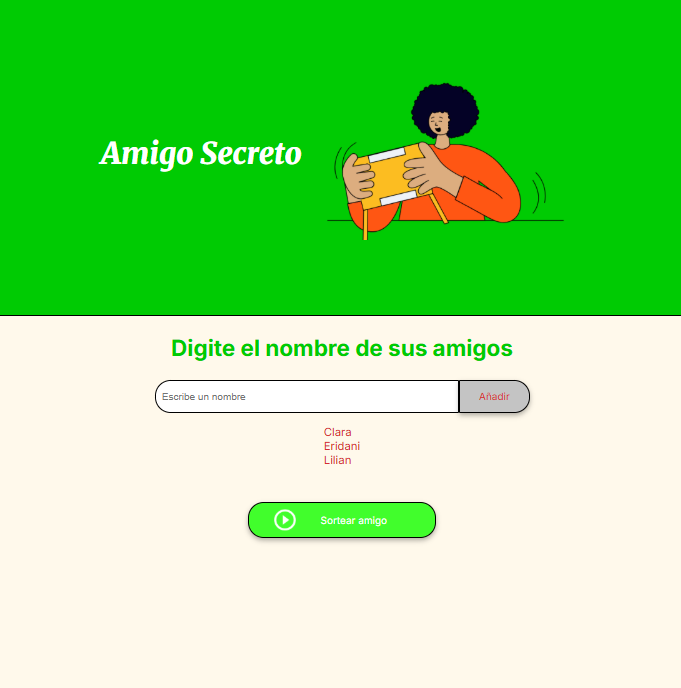 Amigo Secreto
Digite el nombre de sus amigos
Escribe un nombre
Añadir
Clara
Eridani
Lilian
Sortear amigo